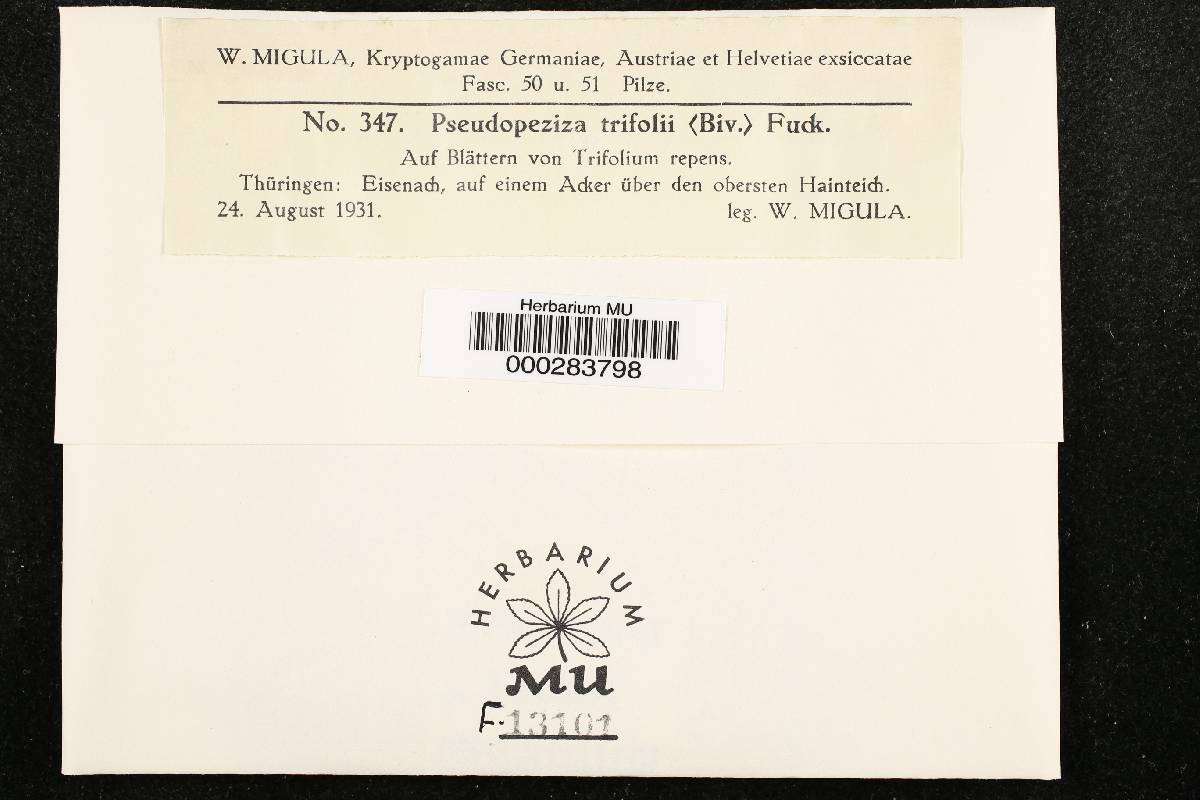 W. MIGULA, Kryptogamae Germaniae, Austriae et Helvetiae exsiccatae
Fasc. 50 u. 51 Pilze.
No. 347. Pseudopeziza trifolii ⟨Biv.⟩ Fuck.
Auf Blättern von Trifolium repens.
Thüringen: Eisenach, auf einem Acker über den obersten Hainteich.
24. August 1931. leg. W. MIGULA.
Herbarium MU
000283798
HERBARIUM
MU
F. 13101